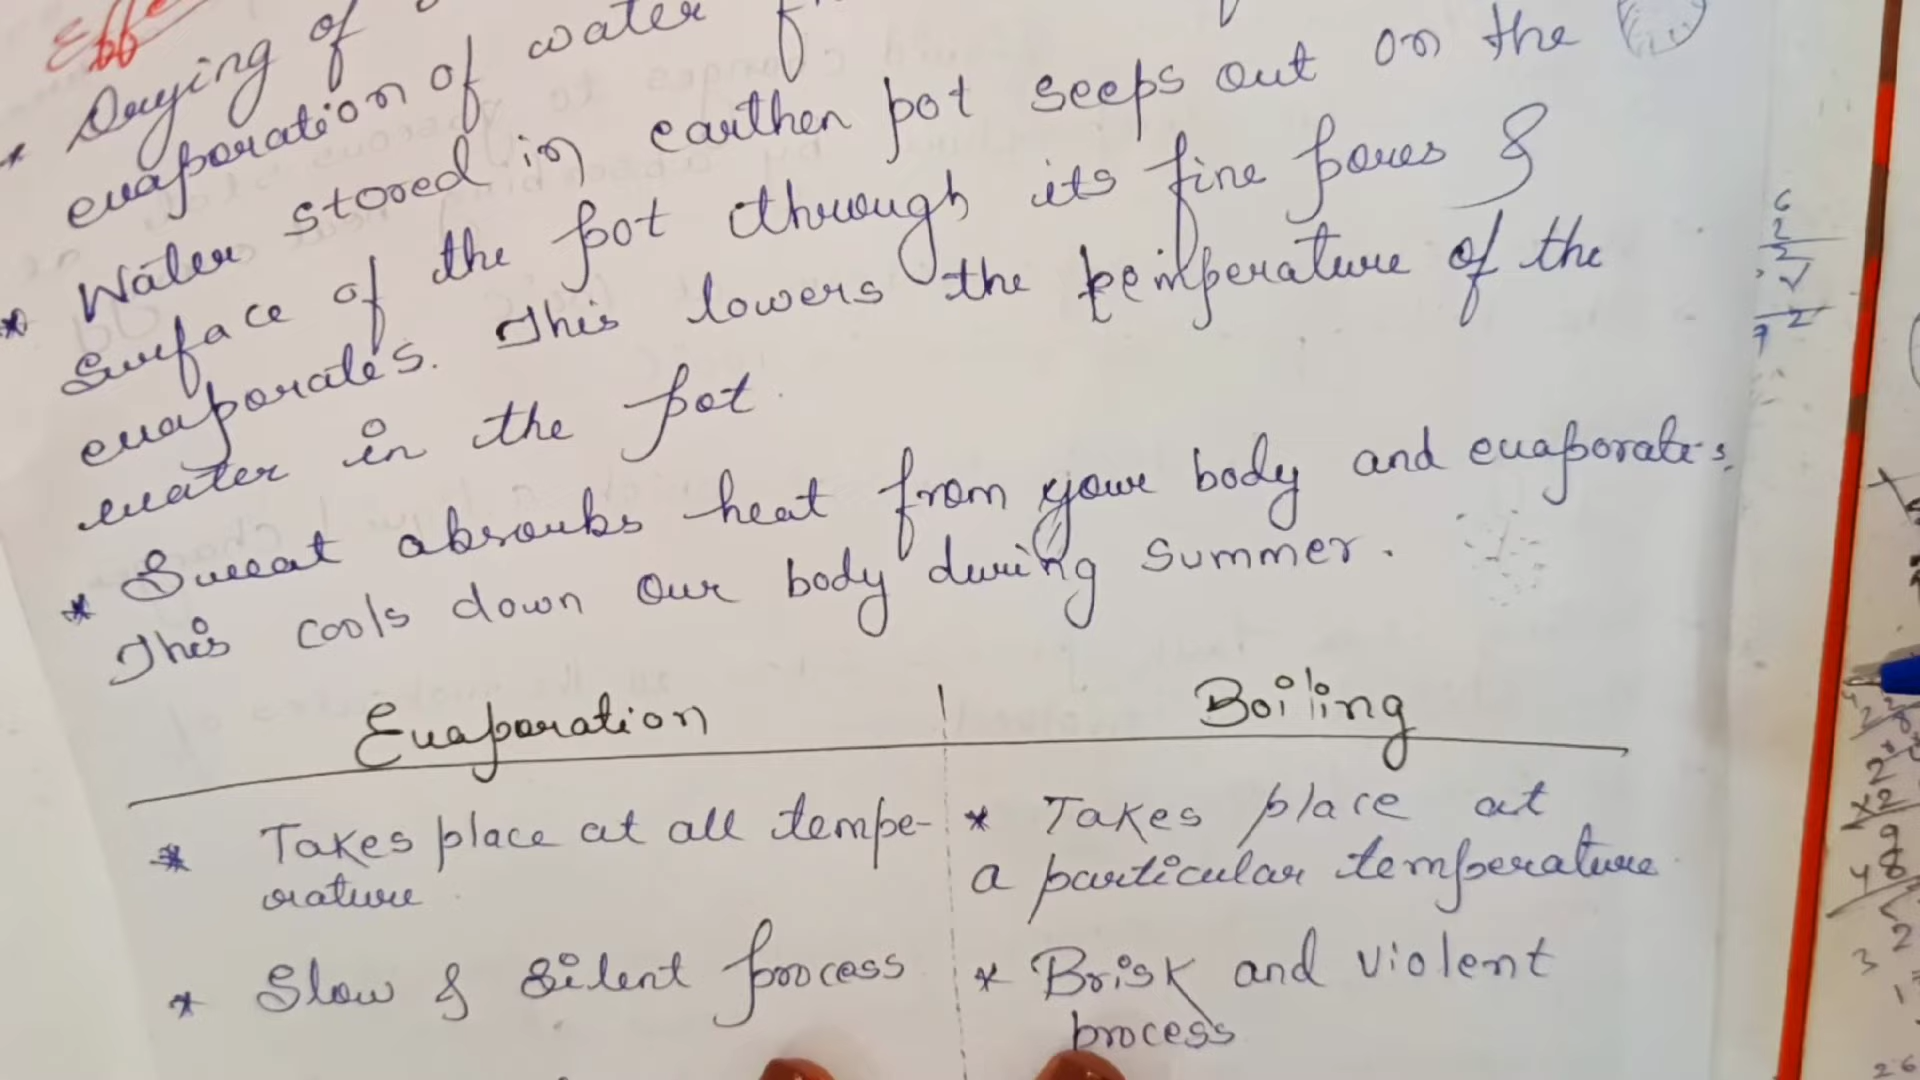 Effe
* Drying of
evaporation of water f
* Water stored in earthen pot seeps out on the
Surface of the pot through its fine pores &
evaporates. This lowers the temperature of the
water in the pot.
* Sweat absorbs heat from your body and evaporates.
This cools down our body during summer.
Evaporation | Boiling
* Takes place at all tempe- * Takes place at
rature a particular temperature
* Slow & silent process * Brisk and violent
process